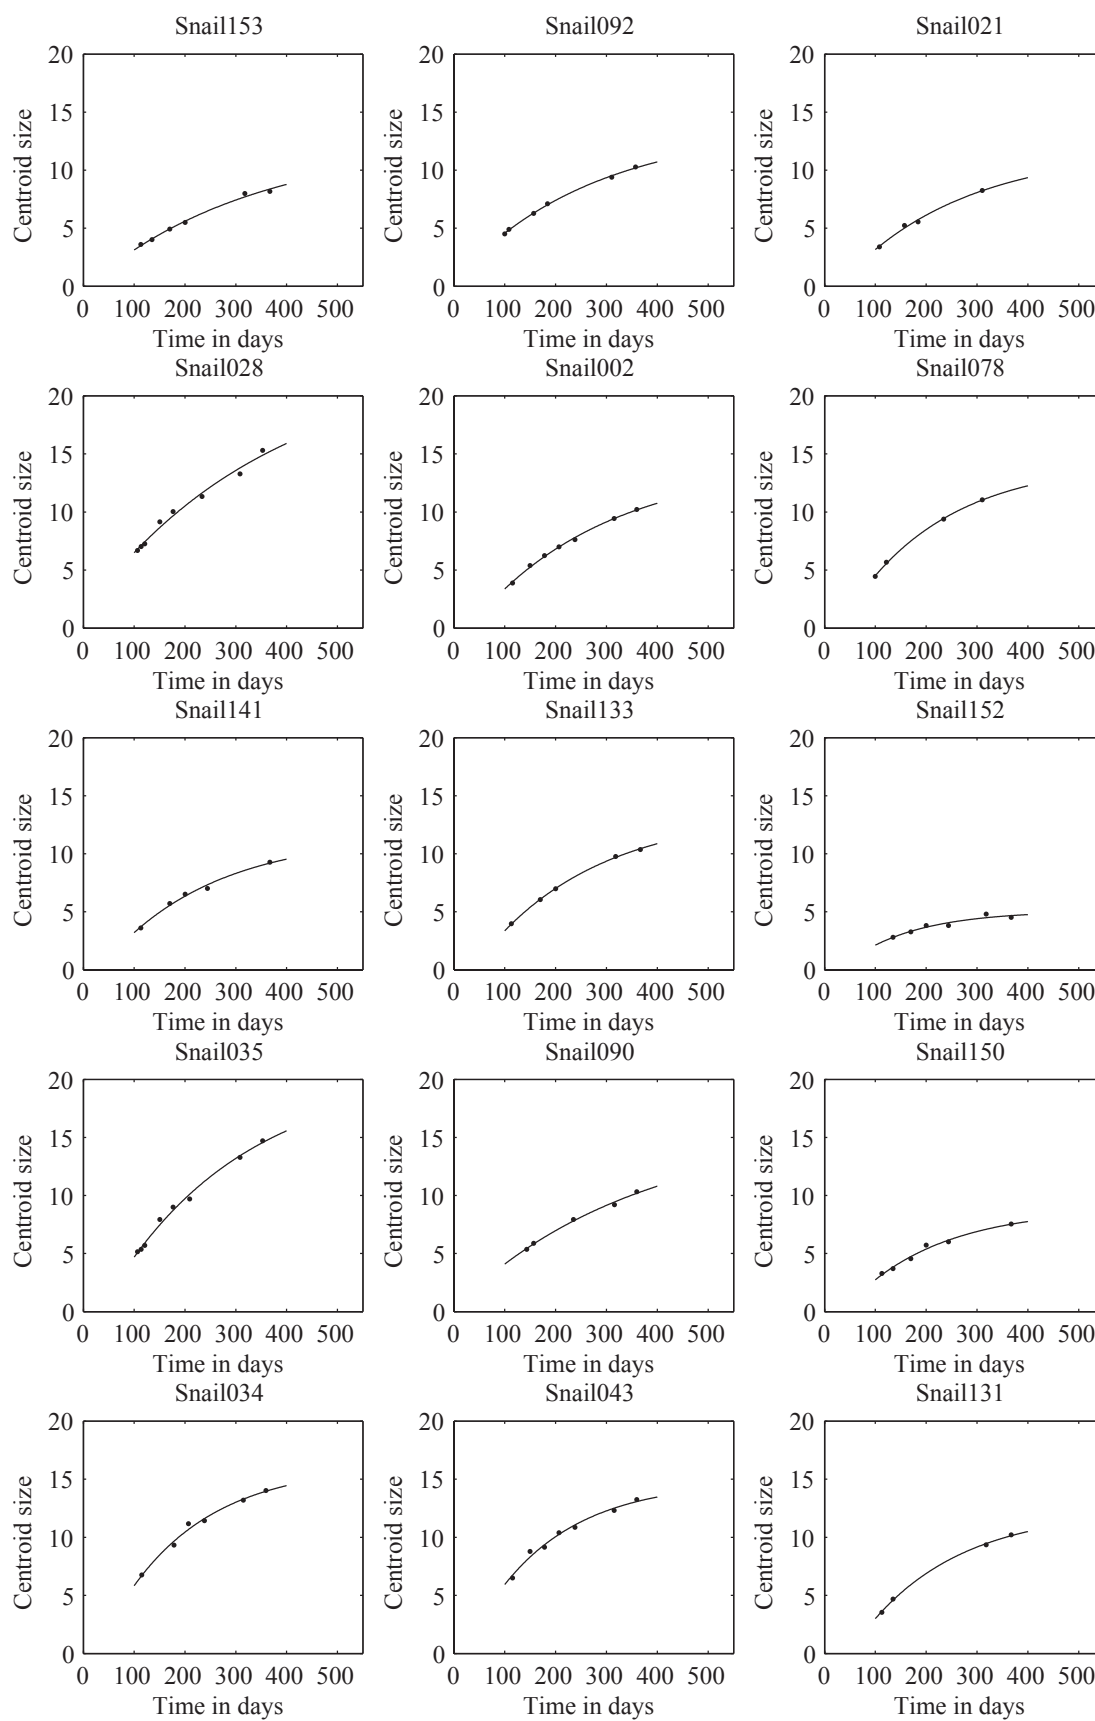 Snail153 Snail092 Snail021
20 20 20
15 15 15
10 10 10
5 5 5
0 0 0
Centroid size Centroid size Centroid size
0 100 200 300 400 500 0 100 200 300 400 500 0 100 200 300 400 500
Time in days Time in days Time in days
Snail028 Snail002 Snail078
20 20 20
15 15 15
10 10 10
5 5 5
0 0 0
Centroid size Centroid size Centroid size
0 100 200 300 400 500 0 100 200 300 400 500 0 100 200 300 400 500
Time in days Time in days Time in days
Snail141 Snail133 Snail152
20 20 20
15 15 15
10 10 10
5 5 5
0 0 0
Centroid size Centroid size Centroid size
0 100 200 300 400 500 0 100 200 300 400 500 0 100 200 300 400 500
Time in days Time in days Time in days
Snail035 Snail090 Snail150
20 20 20
15 15 15
10 10 10
5 5 5
0 0 0
Centroid size Centroid size Centroid size
0 100 200 300 400 500 0 100 200 300 400 500 0 100 200 300 400 500
Time in days Time in days Time in days
Snail034 Snail043 Snail131
20 20 20
15 15 15
10 10 10
5 5 5
0 0 0
Centroid size Centroid size Centroid size
0 100 200 300 400 500 0 100 200 300 400 500 0 100 200 300 400 500
Time in days Time in days Time in days